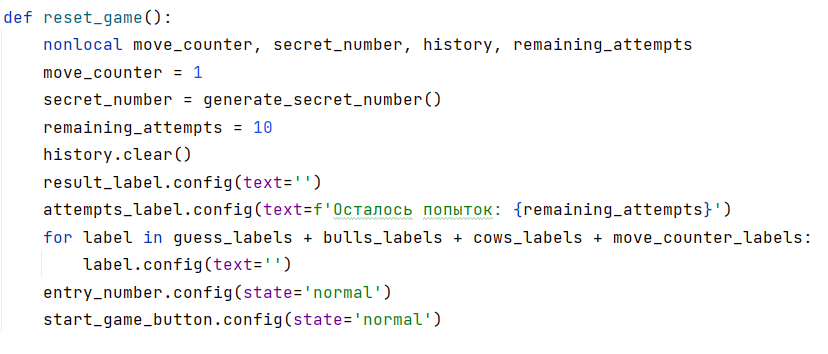 def reset_game():
    nonlocal move_counter, secret_number, history, remaining_attempts
    move_counter = 1
    secret_number = generate_secret_number()
    remaining_attempts = 10
    history.clear()
    result_label.config(text='')
    attempts_label.config(text=f'Осталось попыток: {remaining_attempts}')
    for label in guess_labels + bulls_labels + cows_labels + move_counter_labels:
        label.config(text='')
    entry_number.config(state='normal')
    start_game_button.config(state='normal')